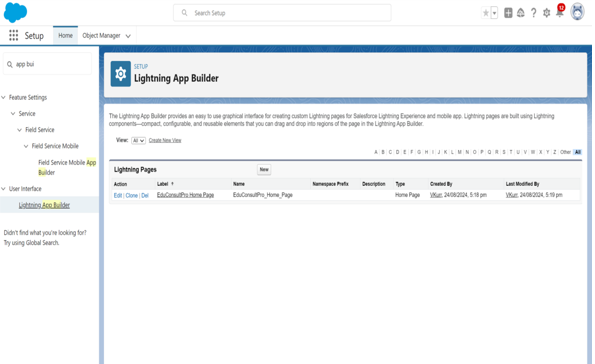 Search Setup
12
Setup
Home
Object Manager
app bui
Feature Settings
Service
Field Service
Field Service Mobile
Field Service Mobile App
Builder
User Interface
Lightning App Builder
Didn't find what you're looking for?
Try using Global Search.
SETUP
Lightning App Builder
The Lightning App Builder provides an easy to use graphical interface for creating custom Lightning pages for Salesforce Lightning Experience and mobile app. Lightning pages are built using Lightning
components—compact, configurable, and reusable elements that you can drag and drop into regions of the page in the Lightning App Builder.
View: All Create New View
A | B | C | D | E | F | G | H | I | J | K | L | M | N | O | P | Q | R | S | T | U | V | W | X | Y | Z | Other | All
Lightning Pages New
Action Label ↑ Name Namespace Prefix Description Type Created By Last Modified By
Edit | Clone | Del EduConsultPro Home Page EduConsultPro_Home_Page Home Page VKurr, 24/08/2024, 5:18 pm VKurr, 24/08/2024, 5:19 pm